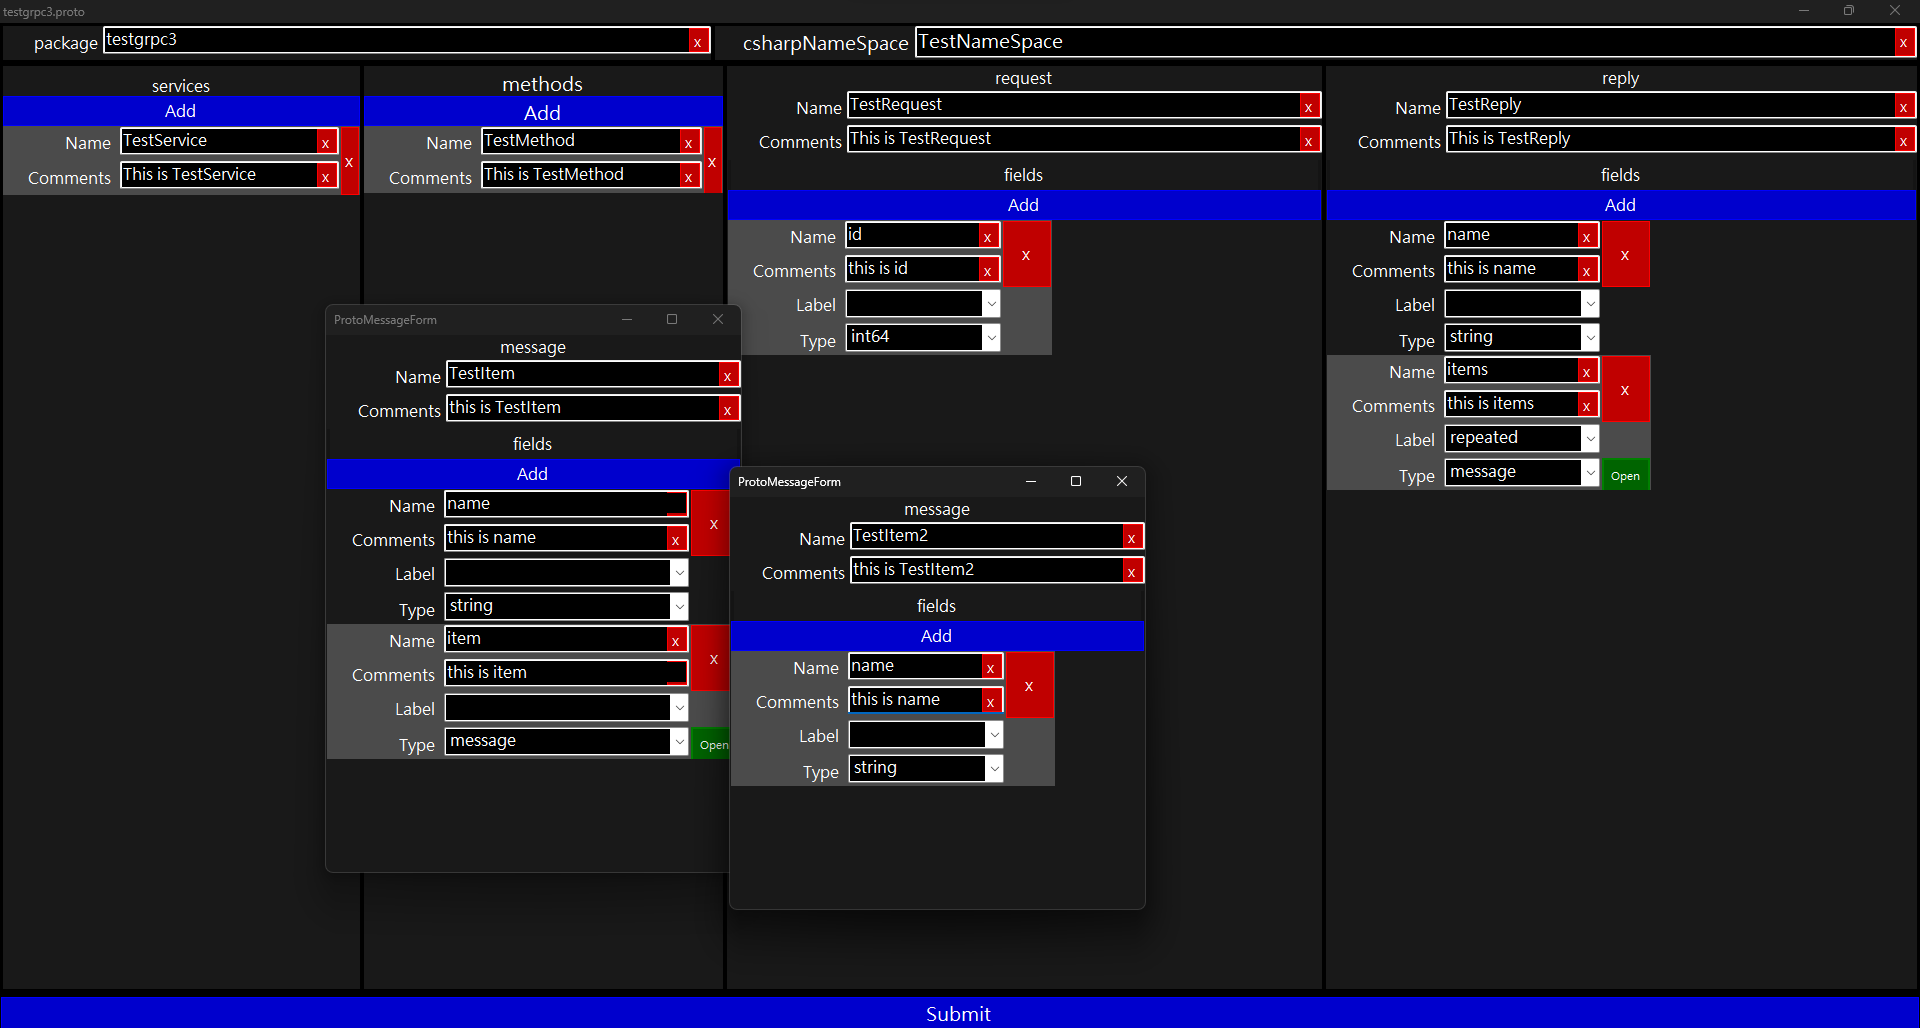 testgrpc3.proto
package testgrpc3 x csharpNameSpace TestNameSpace x
services
Add
Name TestService x
x
Comments This is TestService x
methods
Add
Name TestMethod x
x
Comments This is TestMethod x
request
Name TestRequest x
Comments This is TestRequest x
fields
Add
Name id x
x
Comments this is id x
Label
Type int64
reply
Name TestReply x
Comments This is TestReply x
fields
Add
Name name x
x
Comments this is name x
Label
Type string
Name items x
x
Comments this is items x
Label repeated
Type message Open
ProtoMessageForm
message
Name TestItem x
Comments this is TestItem x
fields
Add
Name name
x
Comments this is name x
Label
Type string
Name item x
x
Comments this is item
Label
Type message Open
ProtoMessageForm
message
Name TestItem2 x
Comments this is TestItem2 x
fields
Add
Name name x
x
Comments this is name x
Label
Type string
Submit